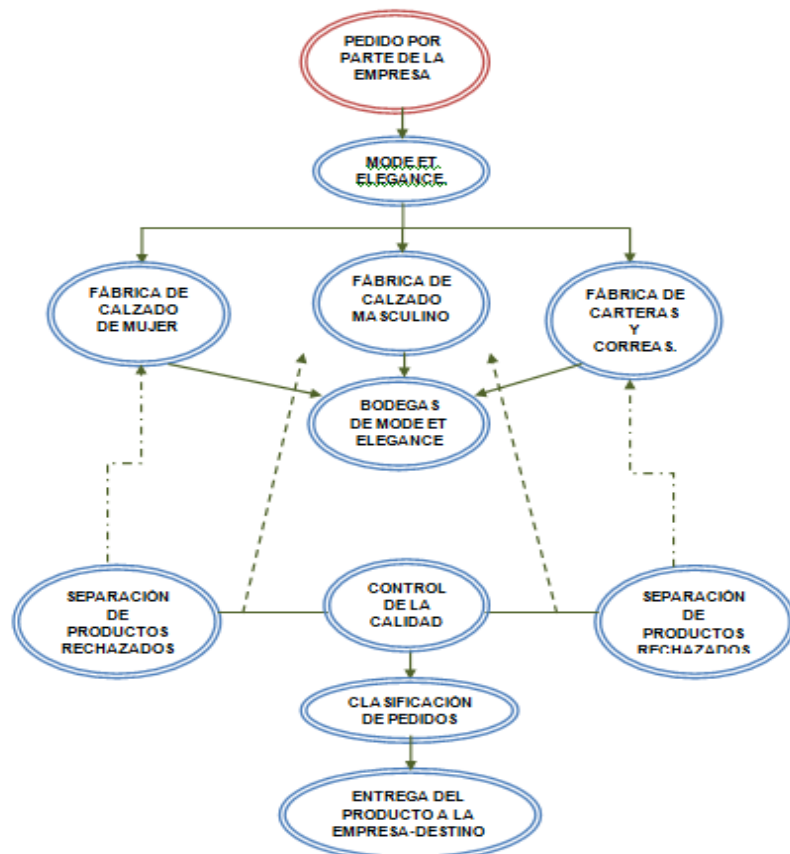 PEDIDO POR
PARTE DE LA
EMPRESA
MODE ET
ELEGANCE.
FÁBRICA DE
CALZADO
DE MUJER
FÁBRICA DE
CALZADO
MASCULINO
FÁBRICA DE
CARTERAS
Y
CORREAS.
BODEGAS
DE MODE ET
ELEGANCE
SEPARACIÓN
DE
PRODUCTOS
RECHAZADOS
CONTROL
DE LA
CALIDAD
SEPARACIÓN
DE
PRODUCTOS
RECHAZADOS
CLASIFICACIÓN
DE PEDIDOS
ENTREGA DEL
PRODUCTO A LA
EMPRESA-DESTINO